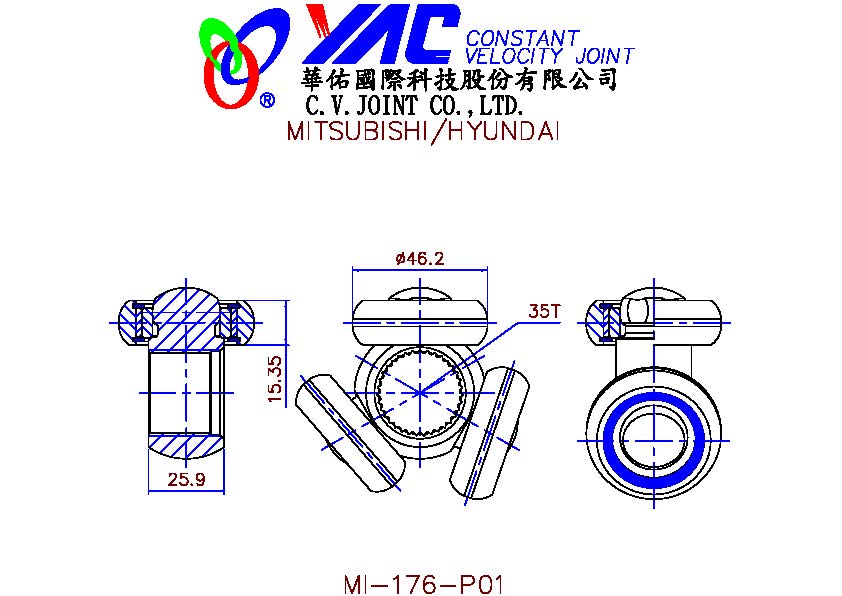 YAC CONSTANT
VELOCITY JOINT
華佑國際科技股份有限公司
®
C.V.JOINT CO.,LTD.
MITSUBISHI/HYUNDAI
ø46.2
35T
15.35
25.9
MI-176-P01